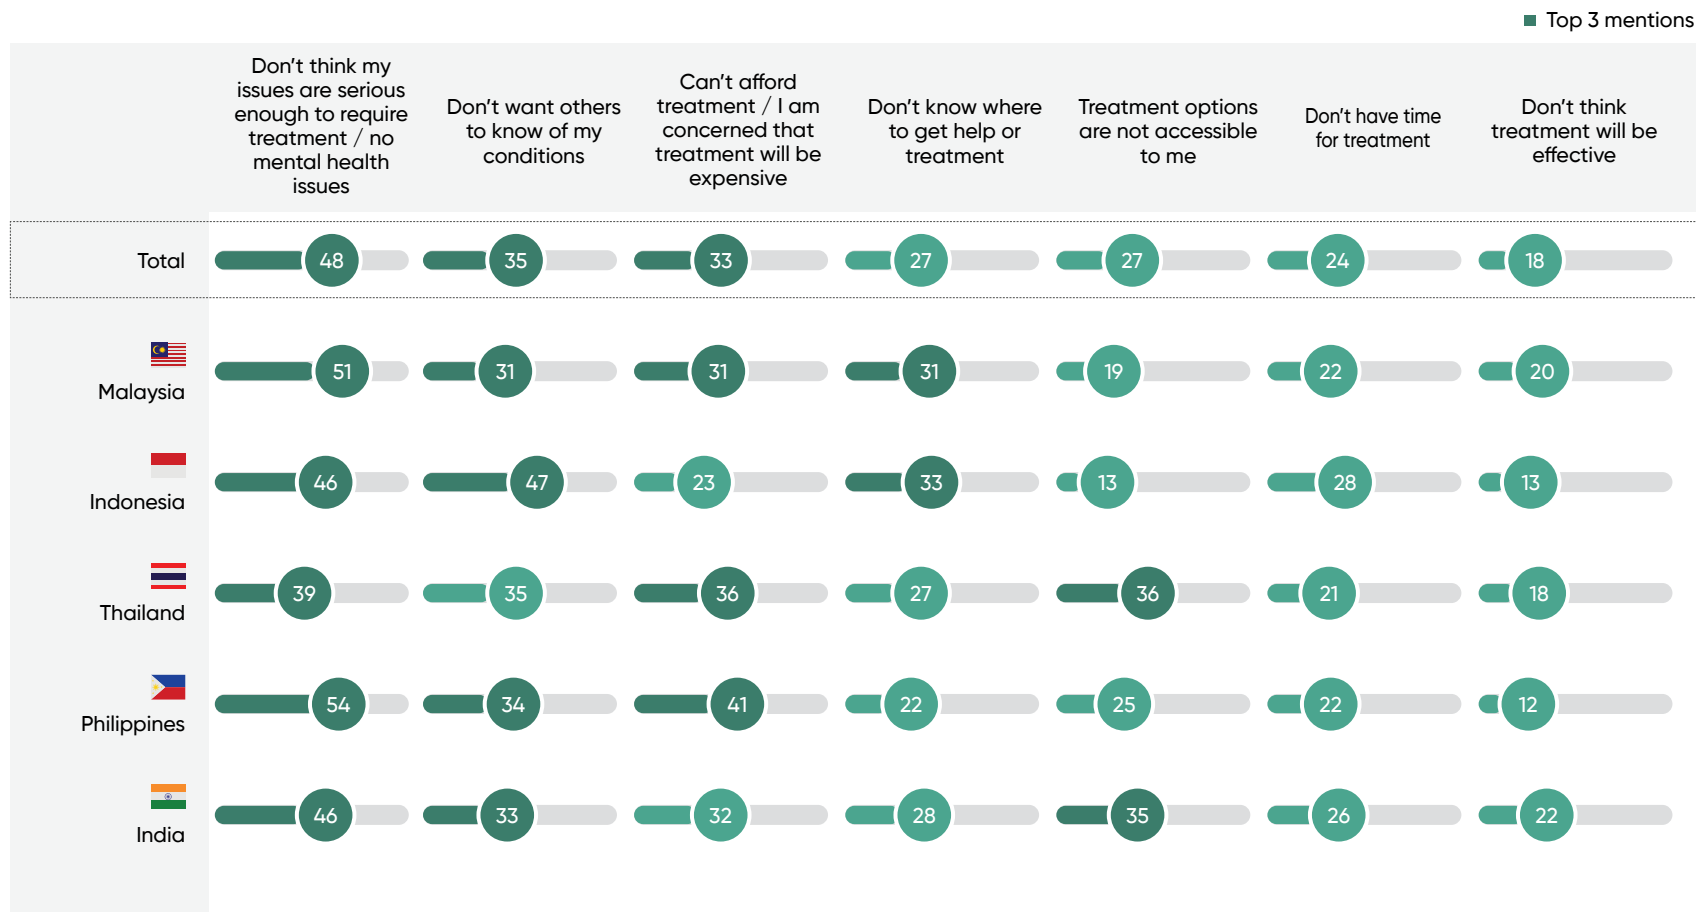 Top 3 mentions
Don't think my
issues are serious
enough to require
treatment / no
mental health
issues
Don't want others
to know of my
conditions
Can't afford
treatment / I am
concerned that
treatment will be
expensive
Don't know where
to get help or
treatment
Treatment options
are not accessible
to me
Don't have time
for treatment
Don't think
treatment will be
effective
Total
48
35
33
27
27
24
18
Malaysia
51
31
31
31
19
22
20
Indonesia
46
47
23
33
13
28
13
Thailand
39
35
36
27
36
21
18
Philippines
54
34
41
22
25
22
12
India
46
33
32
28
35
26
22